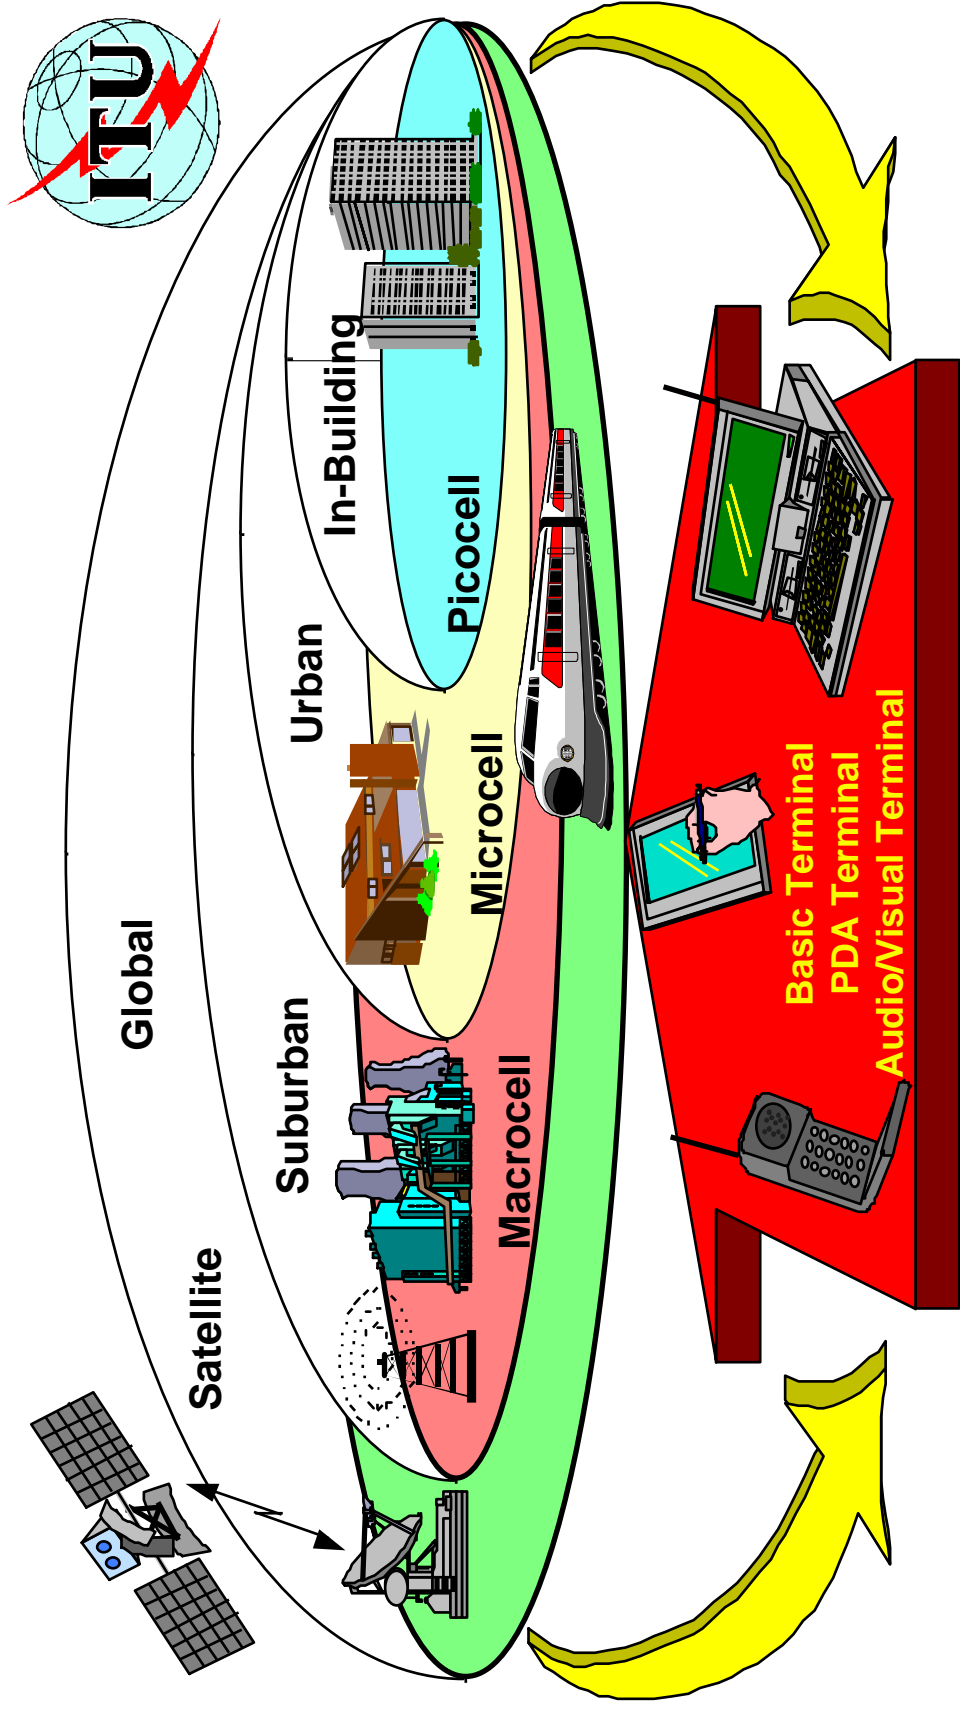 ITU
Global
Satellite
Suburban
Urban
In-Building
Macrocell
Microcell
Picocell
Basic Terminal
PDA Terminal
Audio/Visual Terminal